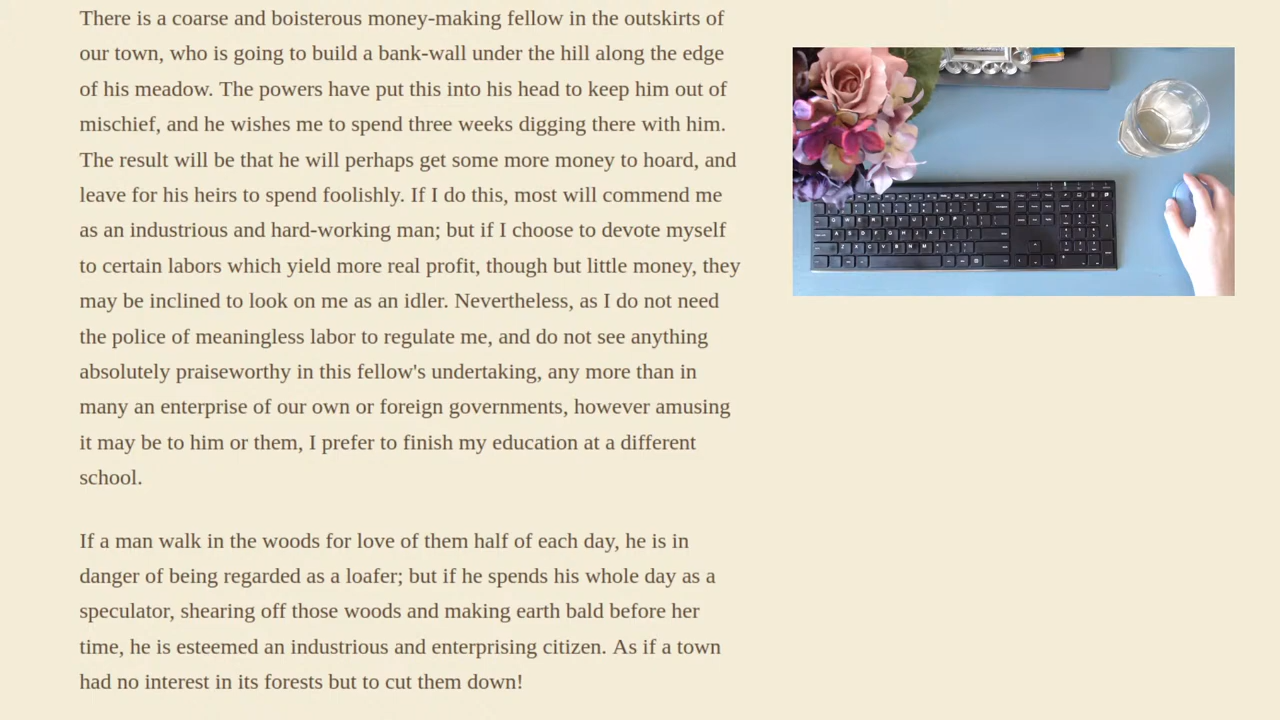 There is a coarse and boisterous money-making fellow in the outskirts of
our town, who is going to build a bank-wall under the hill along the edge
of his meadow. The powers have put this into his head to keep him out of
mischief, and he wishes me to spend three weeks digging there with him.
The result will be that he will perhaps get some more money to hoard, and
leave for his heirs to spend foolishly. If I do this, most will commend me
as an industrious and hard-working man; but if I choose to devote myself
to certain labors which yield more real profit, though but little money, they
may be inclined to look on me as an idler. Nevertheless, as I do not need
the police of meaningless labor to regulate me, and do not see anything
absolutely praiseworthy in this fellow's undertaking, any more than in
many an enterprise of our own or foreign governments, however amusing
it may be to him or them, I prefer to finish my education at a different
school.
If a man walk in the woods for love of them half of each day, he is in
danger of being regarded as a loafer; but if he spends his whole day as a
speculator, shearing off those woods and making earth bald before her
time, he is esteemed an industrious and enterprising citizen. As if a town
had no interest in its forests but to cut them down!